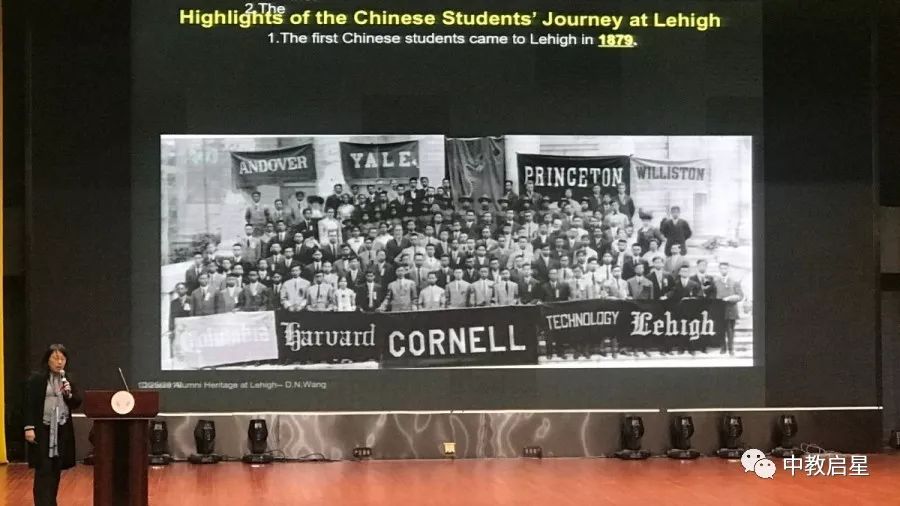 2.The
Highlights of the Chinese Students' Journey at Lehigh
1.The first Chinese students came to Lehigh in 1879.
ANDOVER
YALE.
PRINCETON
WILLISTON
Columbia
Harvard
CORNELL
TECHNOLOGY
Lehigh
Alumni Heritage at Lehigh– D.N.Wang
中教启星